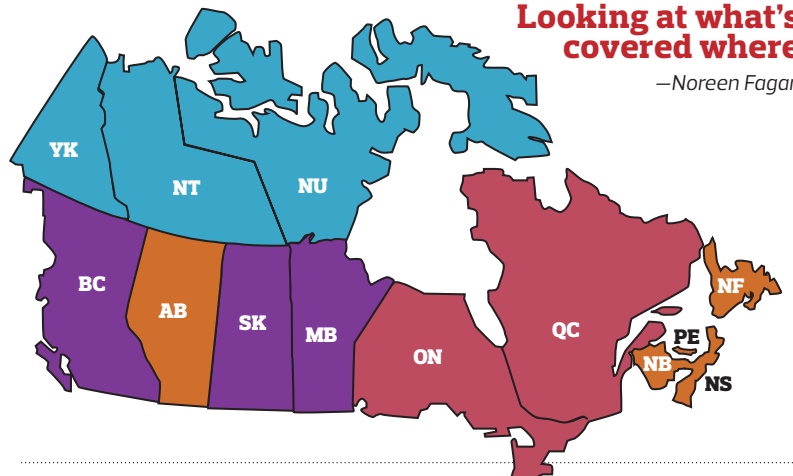 Looking at what's
covered where
—Noreen Fagan
YK
NT
NU
BC
AB
SK
MB
ON
QC
NF
PE
NB
NS